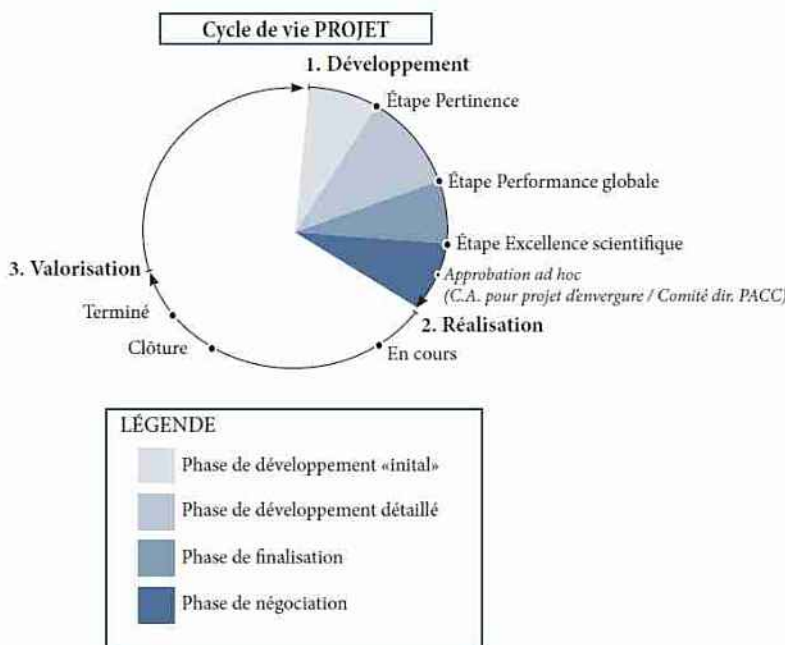 Cycle de vie PROJET
1. Développement
Étape Pertinence
Étape Performance globale
Étape Excellence scientifique
Approbation ad hoc
(C.A. pour projet d'envergure / Comité dir. PACC)
2. Réalisation
En cours
Clôture
Terminé
3. Valorisation
LÉGENDE
Phase de développement «inital»
Phase de développement détaillé
Phase de finalisation
Phase de négociation